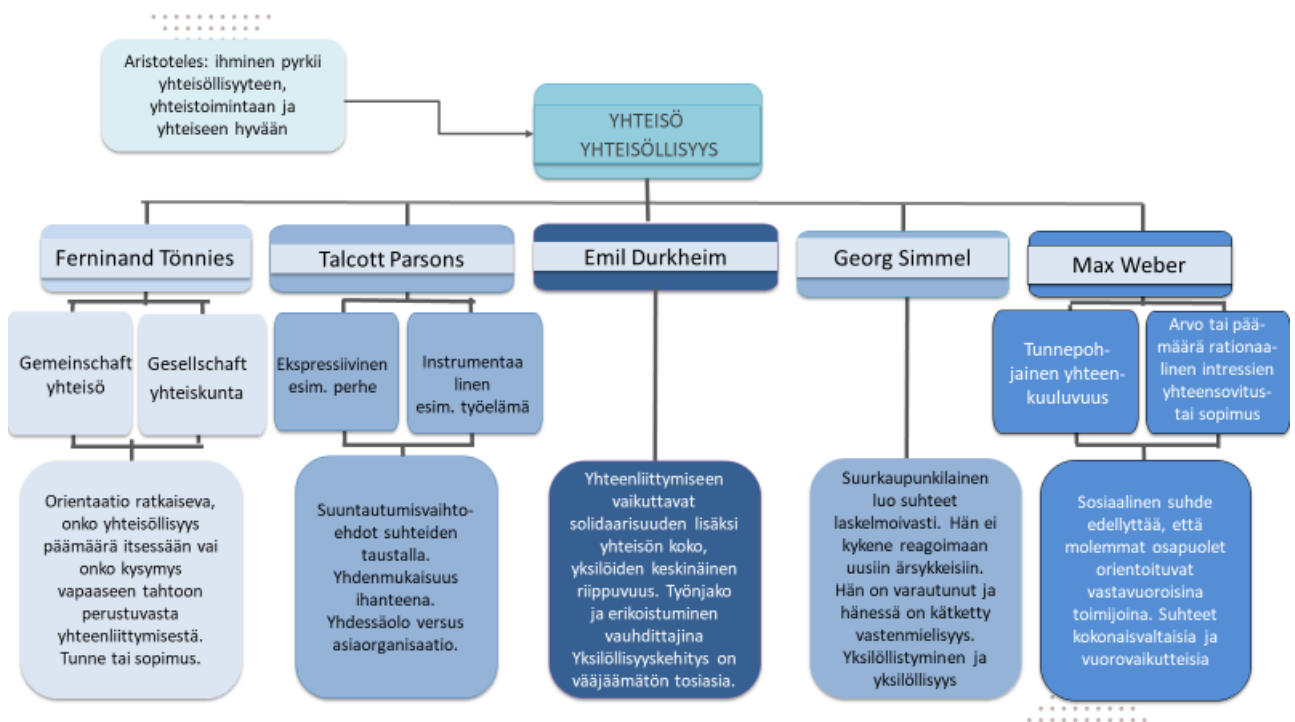 Aristoteles: ihminen pyrkii
yhteisöllisyyteen,
yhteistoimintaan ja
yhteiseen hyvään
YHTEISÖ
YHTEISÖLLISYYS
Ferninand Tönnies
Talcott Parsons
Emil Durkheim
Georg Simmel
Max Weber
Gemeinschaft
yhteisö
Gesellschaft
yhteiskunta
Ekspressiivinen
esim. perhe
Instrumentaa
linen
esim. työelämä
Tunnepoh-
jainen yhteen-
kuuluvuus
Arvo tai pää-
määrä rationaa-
linen intressien
yhteensovitus-
tai sopimus
Orientaatio ratkaiseva,
onko yhteisöllisyys
päämäärä itsessään vai
onko kysymys
vapaaseen tahtoon
perustuvasta
yhteenliittymisestä.
Tunne tai sopimus.
Suuntautumisvaihto-
ehdot suhteiden
taustalla.
Yhdenmukaisuus
ihanteena.
Yhdessäolo versus
asiaorganisaatio.
Yhteenliittymiseen
vaikuttavat
solidaarisuuden lisäksi
yhteisön koko,
yksilöiden keskinäinen
riippuvuus. Työnjako
ja erikoistuminen
vauhdittajina
Yksilöllisyyskehitys on
vääjäämätön tosiasia.
Suurkaupunkilainen
luo suhteet
laskelmoivasti. Hän ei
kykene reagoimaan
uusiin ärsykkeisiin.
Hän on varautunut ja
hänessä on kätketty
vastenmielisyys.
Yksilöllistyminen ja
yksilöllisyys
Sosiaalinen suhde
edellyttää, että
molemmat osapuolet
orientoituvat
vastavuoroisina
toimijoina. Suhteet
kokonaisvaltaisia ja
vuorovaikutteisia